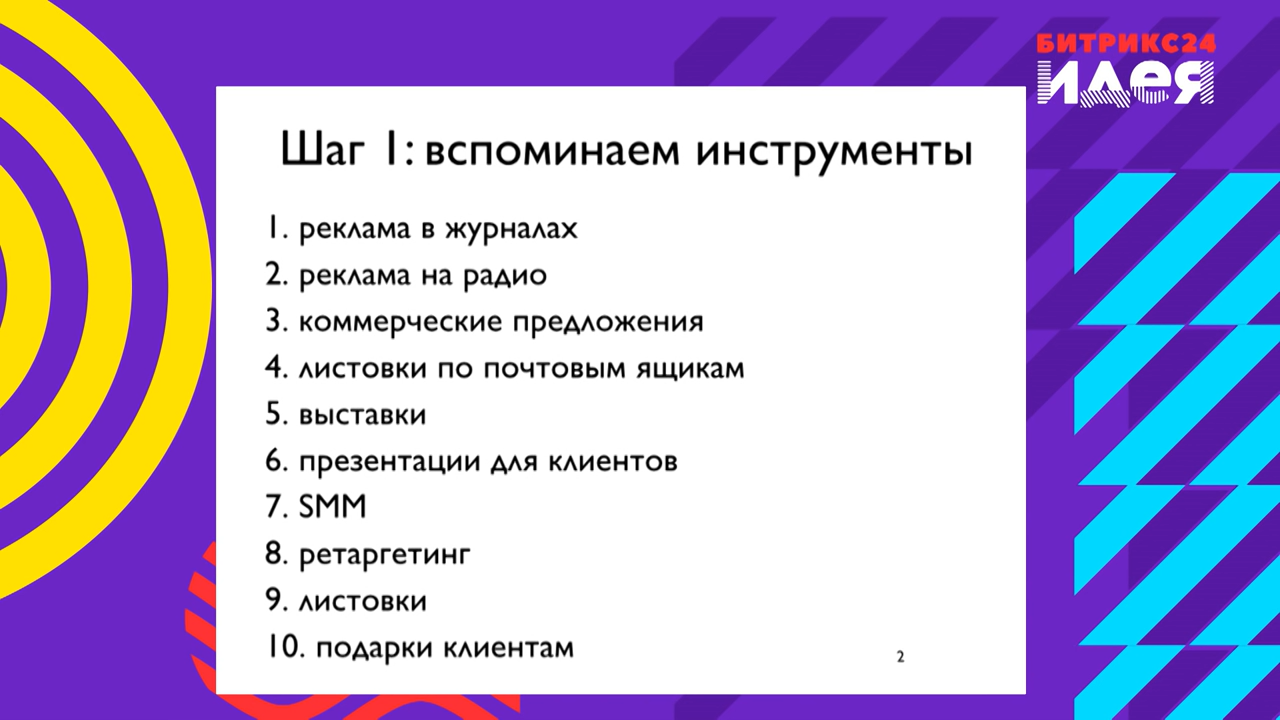 БИТРИКС24
идея
Шаг 1: вспоминаем инструменты
1. реклама в журналах
2. реклама на радио
3. коммерческие предложения
4. листовки по почтовым ящикам
5. выставки
6. презентации для клиентов
7. SMM
8. ретаргетинг
9. листовки
10. подарки клиентам
2